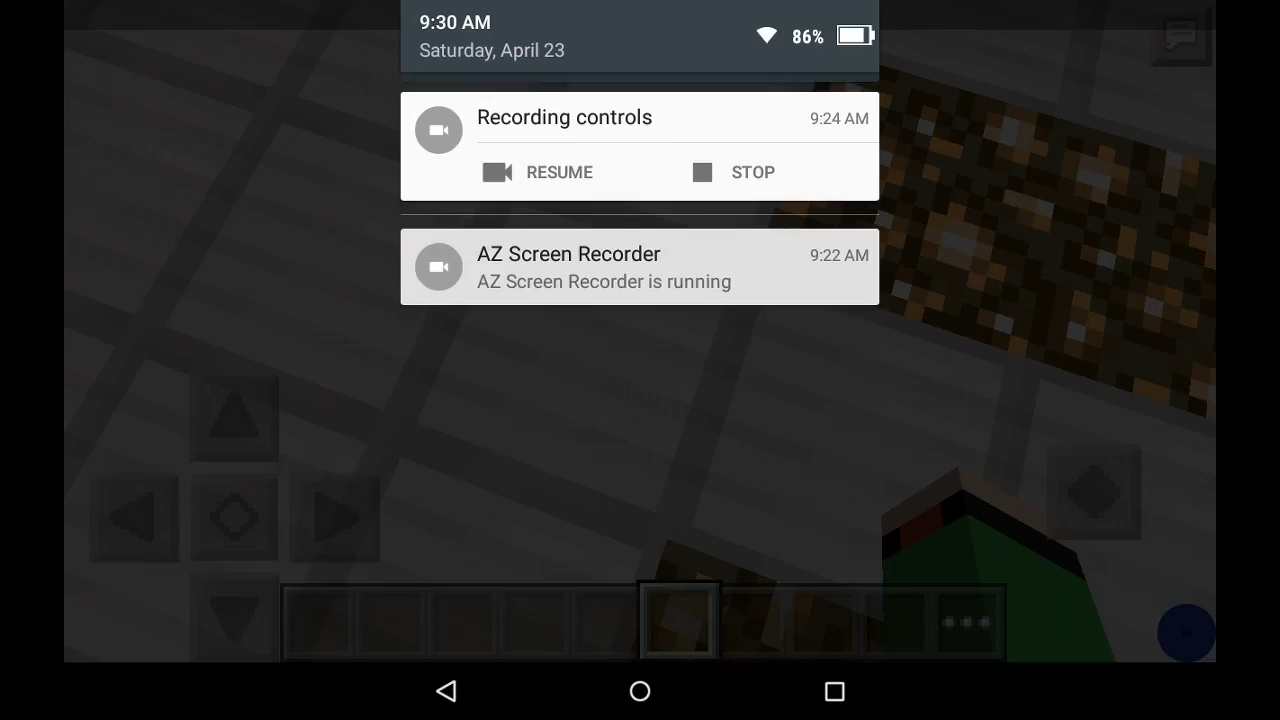 9:30 AM
86%
Saturday, April 23
Recording controls 9:24 AM
RESUME STOP
AZ Screen Recorder 9:22 AM
AZ Screen Recorder is running